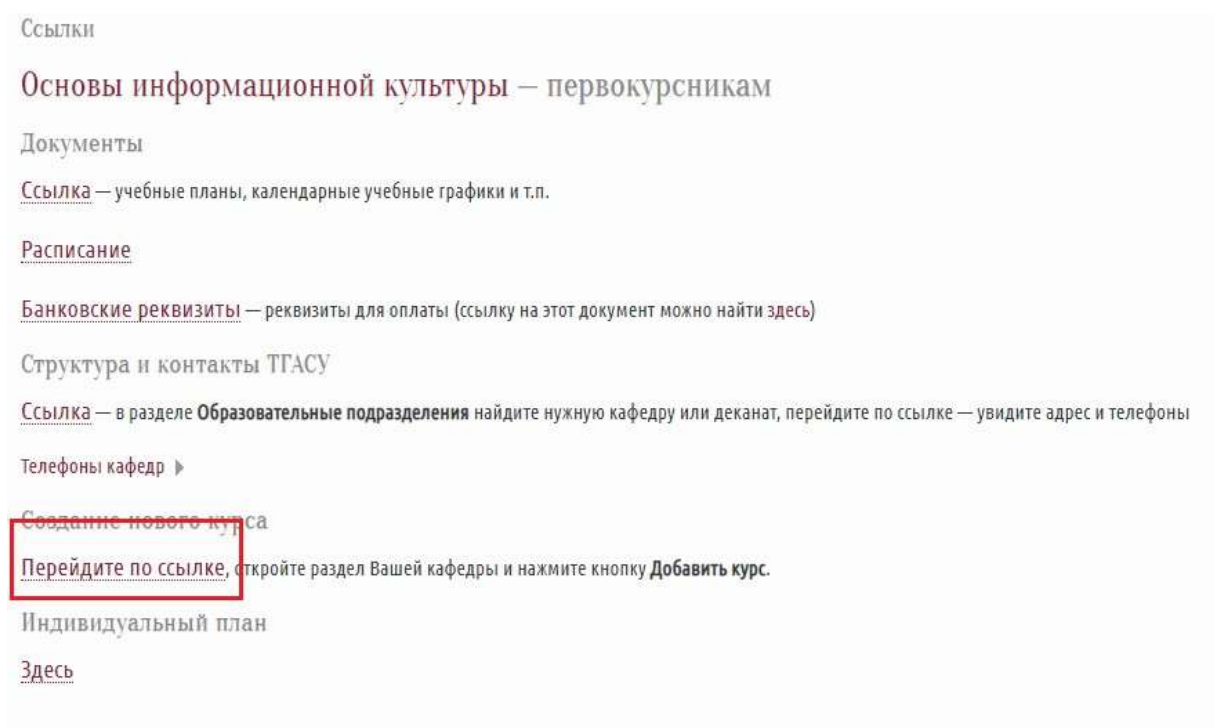 Ссылки
Основы информационной культуры – первокурсникам
Документы
Ссылка — учебные планы, календарные учебные графики и т.п.
Расписание
Банковские реквизиты — реквизиты для оплаты (ссылку на этот документ можно найти здесь)
Структура и контакты ТГАСУ
Ссылка — в разделе Образовательные подразделения найдите нужную кафедру или деканат, перейдите по ссылке — увидите адрес и телефоны
Телефоны кафедр
Создание нового курса
Перейдите по ссылке, откройте раздел Вашей кафедры и нажмите кнопку Добавить курс.
Индивидуальный план
Здесь